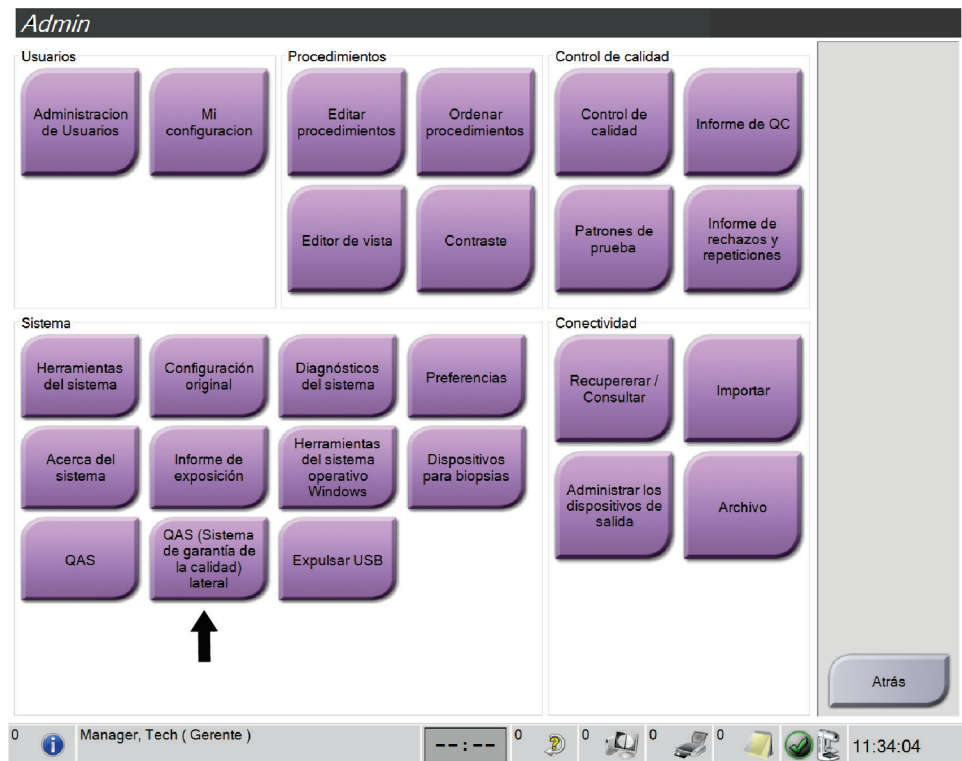 Admin
Usuarios
Administracion
de Usuarios
Mi
configuracion
Procedimientos
Editar
procedimientos
Ordenar
procedimientos
Editor de vista
Contraste
Control de calidad
Control de
calidad
Informe de QC
Patrones de
prueba
Informe de
rechazos y
repeticiones
Sistema
Herramientas
del sistema
Configuración
original
Diagnósticos
del sistema
Preferencias
Acerca del
sistema
Informe de
exposición
Herramientas
del sistema
operativo
Windows
Dispositivos
para biopsias
QAS
QAS (Sistema
de garantía de
la calidad)
lateral
Expulsar USB
Conectividad
Recupererar /
Consultar
Importar
Administrar los
dispositivos de
salida
Archivo
Atrás
0 Manager, Tech ( Gerente ) --:-- 0 0 0 0 11:34:04